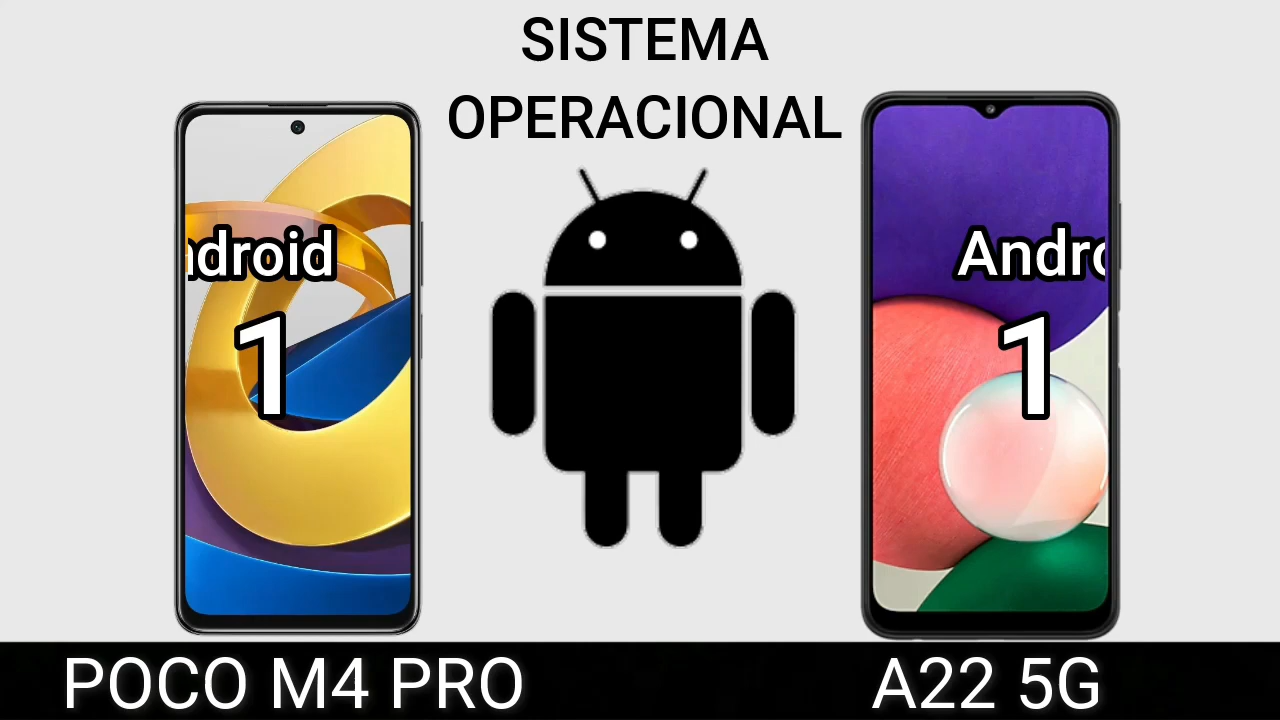 SISTEMA
OPERACIONAL
ndroid
1
Andro
1
POCO M4 PRO
A22 5G